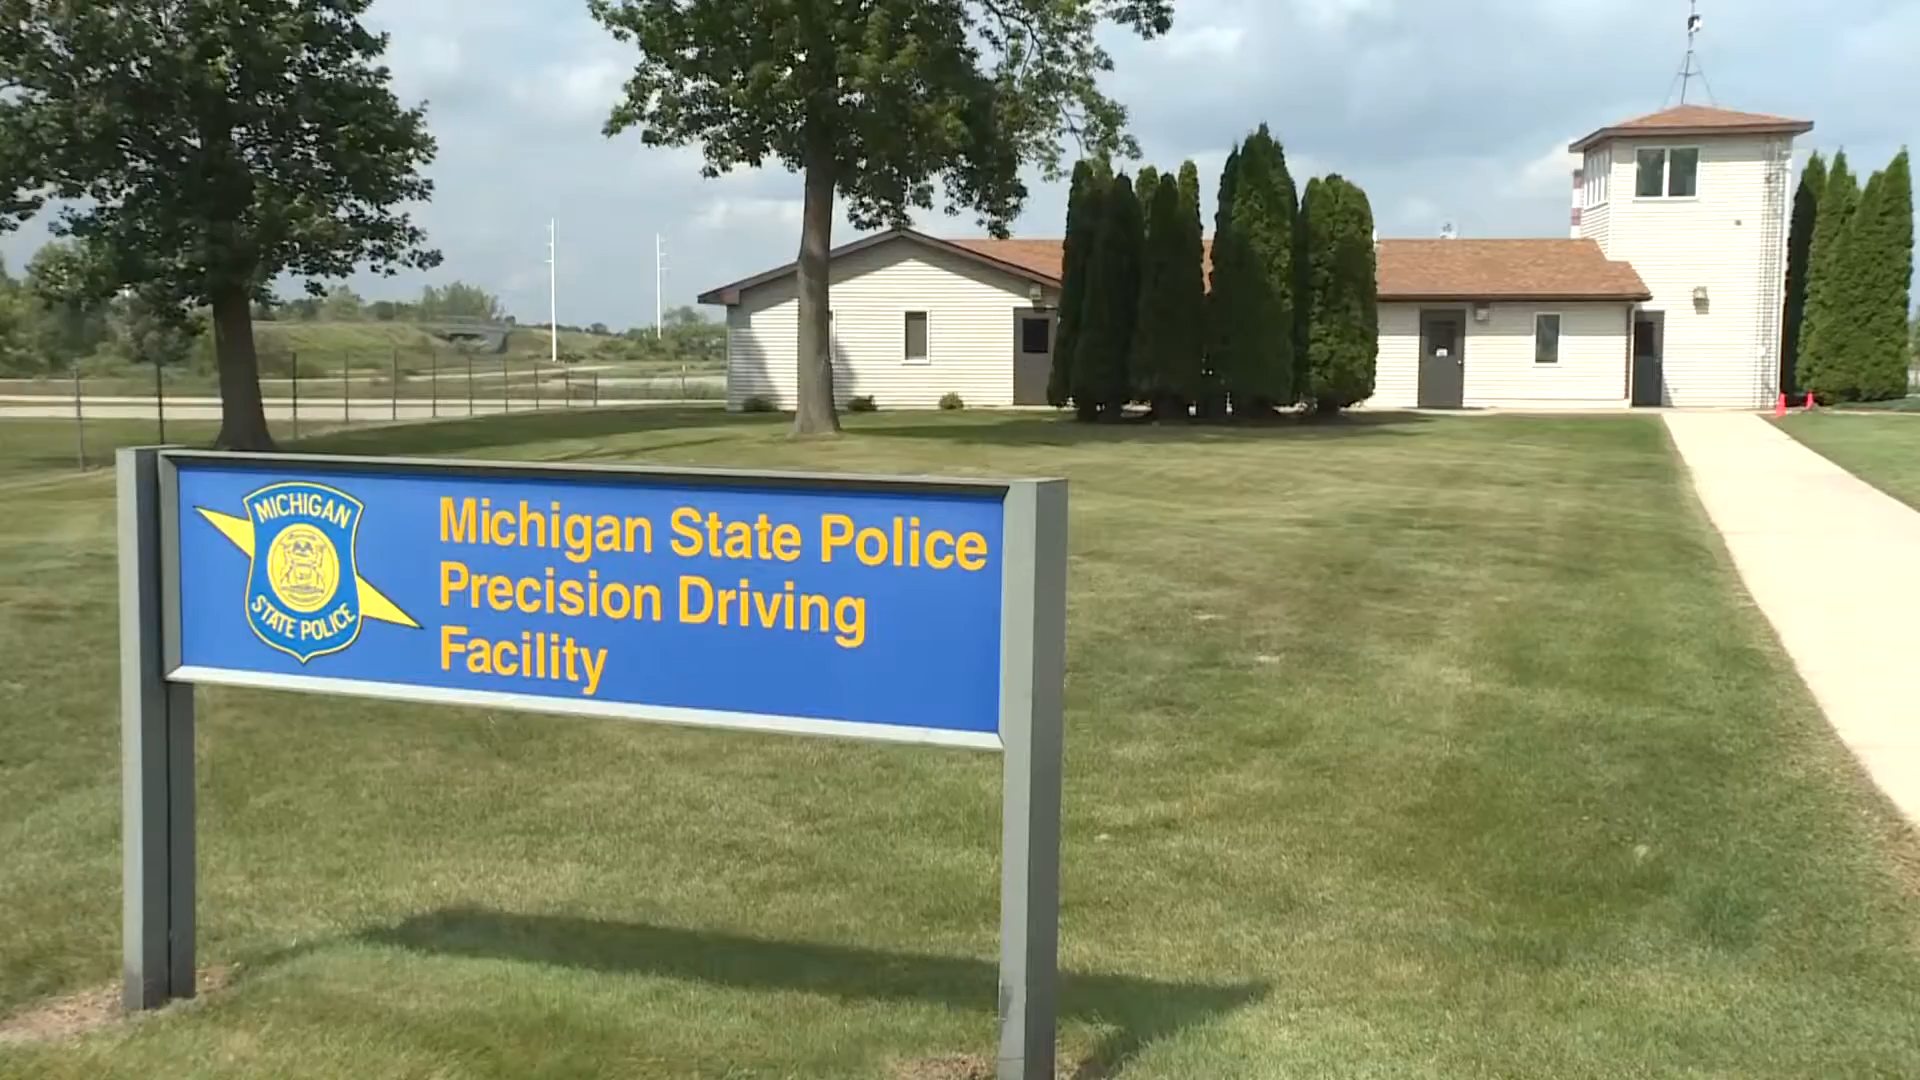 MICHIGAN
STATE POLICE
Michigan State Police
Precision Driving
Facility